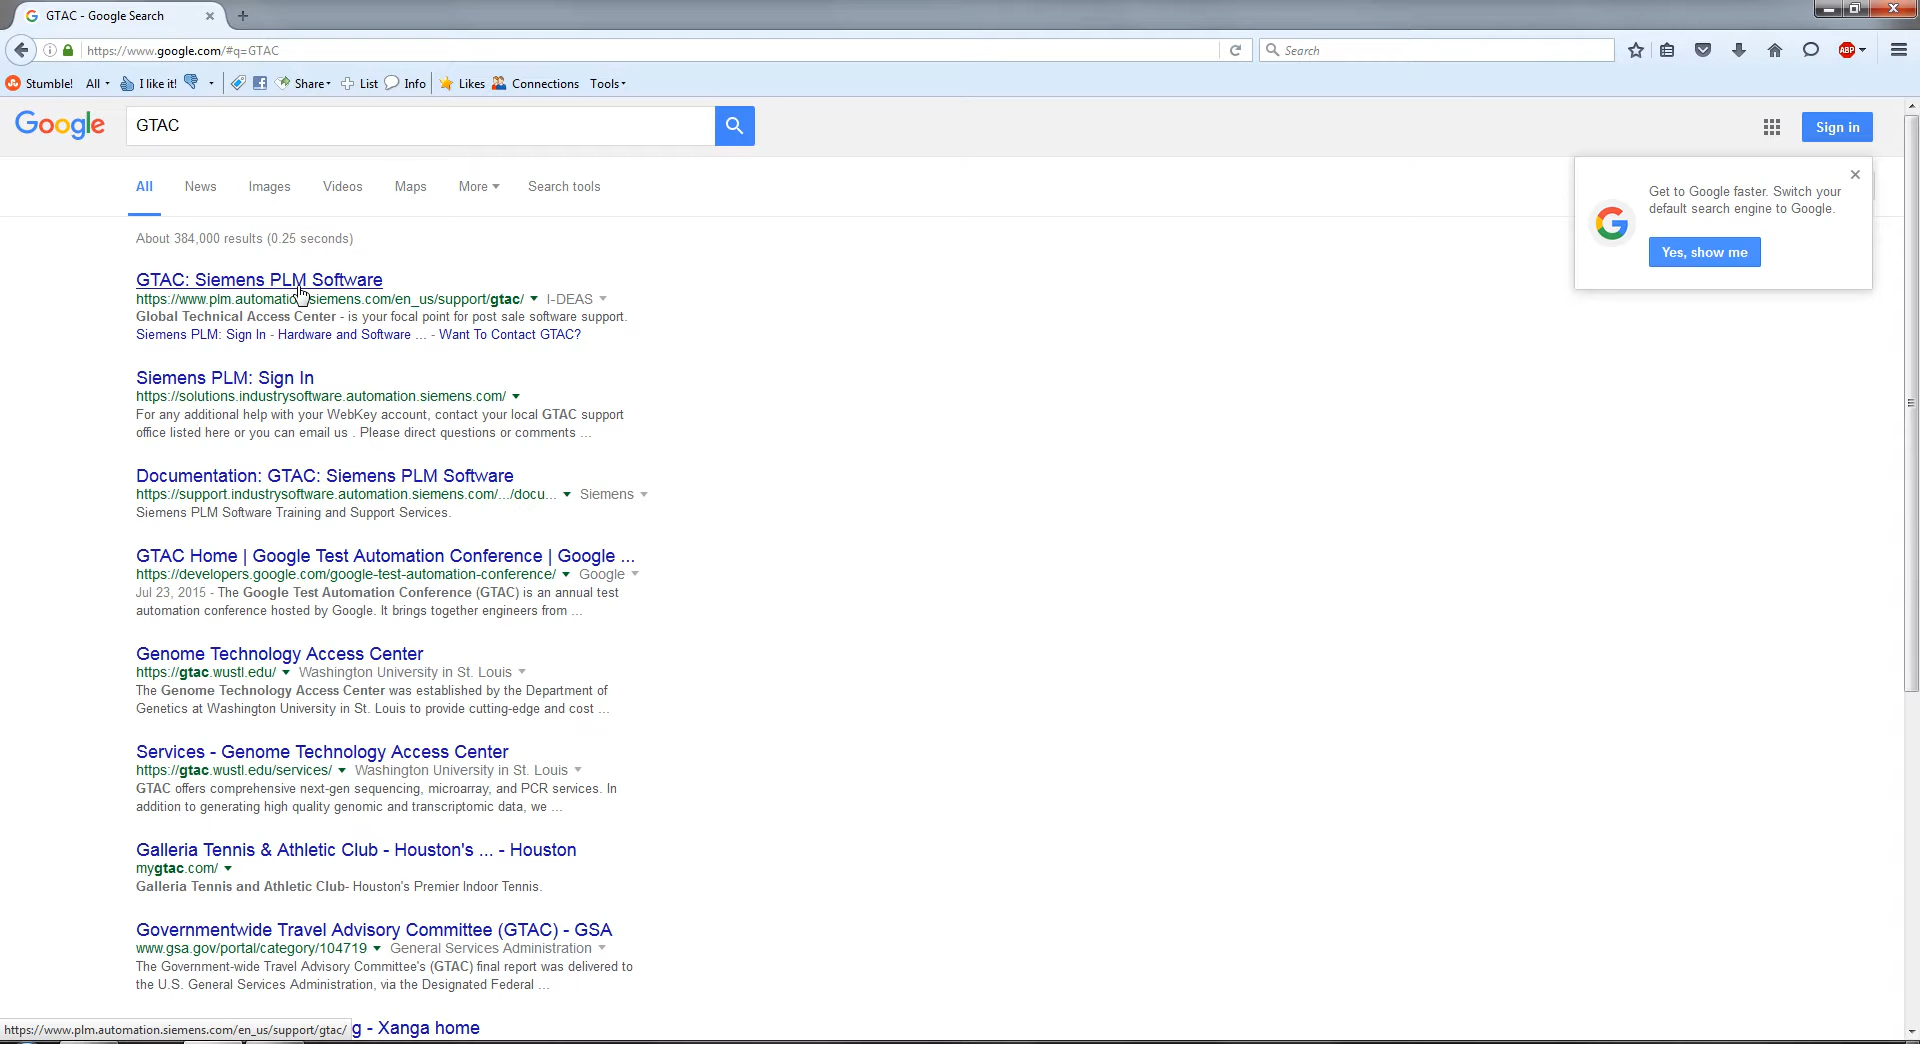 GTAC - Google Search
https://www.google.com/#q=GTAC
Search
Stumble! All I like it! Share List Info Likes Connections Tools
ABP
Google
GTAC
Sign in
All News Images Videos Maps More Search tools
Get to Google faster. Switch your
default search engine to Google.
Yes, show me
About 384,000 results (0.25 seconds)
GTAC: Siemens PLM Software
https://www.plm.automation.siemens.com/en_us/support/gtac/ I-DEAS
Global Technical Access Center - is your focal point for post sale software support.
Siemens PLM: Sign In - Hardware and Software ... - Want To Contact GTAC?
Siemens PLM: Sign In
https://solutions.industrysoftware.automation.siemens.com/
For any additional help with your WebKey account, contact your local GTAC support
office listed here or you can email us . Please direct questions or comments ...
Documentation: GTAC: Siemens PLM Software
https://support.industrysoftware.automation.siemens.com/.../docu... Siemens
Siemens PLM Software Training and Support Services.
GTAC Home | Google Test Automation Conference | Google ...
https://developers.google.com/google-test-automation-conference/ Google
Jul 23, 2015 - The Google Test Automation Conference (GTAC) is an annual test
automation conference hosted by Google. It brings together engineers from ...
Genome Technology Access Center
https://gtac.wustl.edu/ Washington University in St. Louis
The Genome Technology Access Center was established by the Department of
Genetics at Washington University in St. Louis to provide cutting-edge and cost ...
Services - Genome Technology Access Center
https://gtac.wustl.edu/services/ Washington University in St. Louis
GTAC offers comprehensive next-gen sequencing, microarray, and PCR services. In
addition to generating high quality genomic and transcriptomic data, we ...
Galleria Tennis & Athletic Club - Houston's ... - Houston
mygtac.com/
Galleria Tennis and Athletic Club- Houston's Premier Indoor Tennis.
Governmentwide Travel Advisory Committee (GTAC) - GSA
www.gsa.gov/portal/category/104719 General Services Administration
The Government-wide Travel Advisory Committee's (GTAC) final report was delivered to
the U.S. General Services Administration, via the Designated Federal ...
https://www.plm.automation.siemens.com/en_us/support/gtac/ g - Xanga home